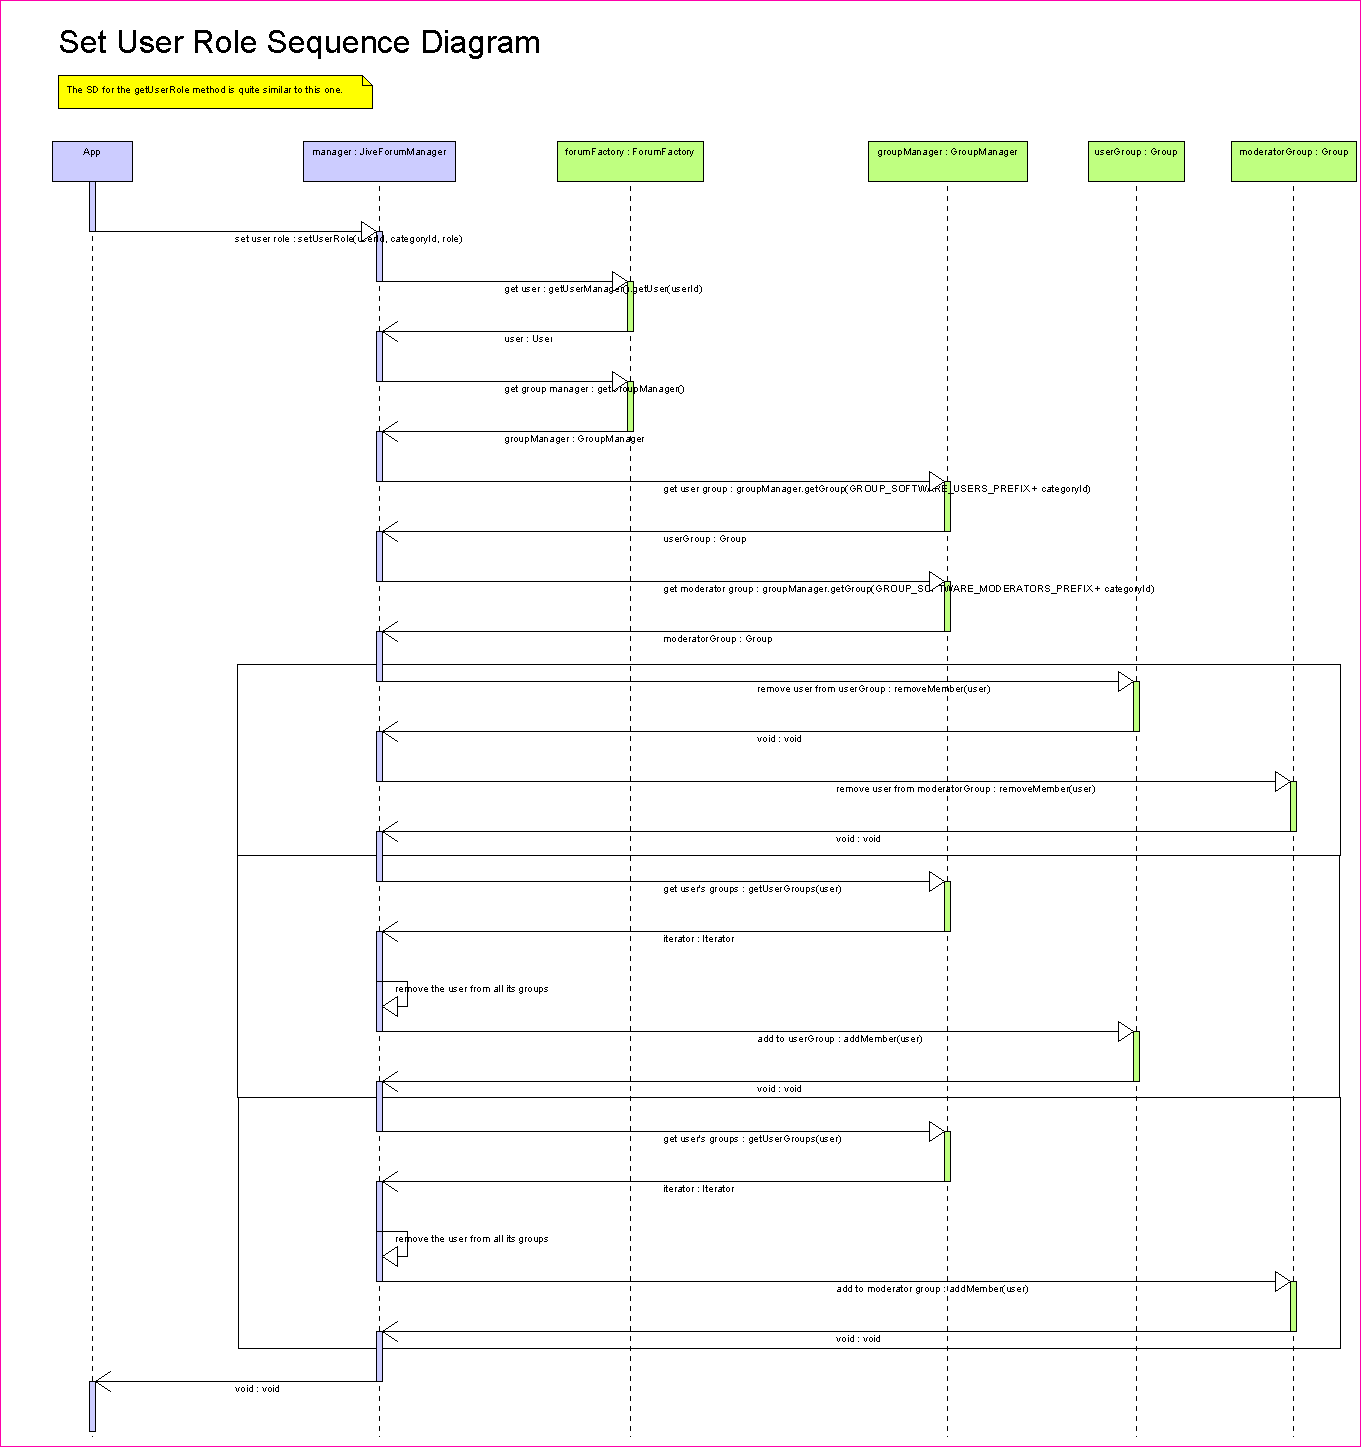 Set User Role Sequence Diagram
The SD for the getUserRole method is quite similar to this one.
App
manager : JiveForumManager
forumFactory : ForumFactory
groupManager : GroupManager
userGroup : Group
moderatorGroup : Group
set user role : setUserRole(userId, categoryId, role)
get user : getUserManager().getUser(userId)
user : User
get group manager : getGroupManager()
groupManager : GroupManager
get user group : groupManager.getGroup(GROUP_SOFTWARE_USERS_PREFIX + categoryId)
userGroup : Group
get moderator group : groupManager.getGroup(GROUP_SOFTWARE_MODERATORS_PREFIX + categoryId)
moderatorGroup : Group
remove user from userGroup : removeMember(user)
void : void
remove user from moderatorGroup : removeMember(user)
void : void
get user's groups : getUserGroups(user)
iterator : Iterator
remove the user from all its groups
add to userGroup : addMember(user)
void : void
get user's groups : getUserGroups(user)
iterator : Iterator
remove the user from all its groups
add to moderator group : addMember(user)
void : void
void : void